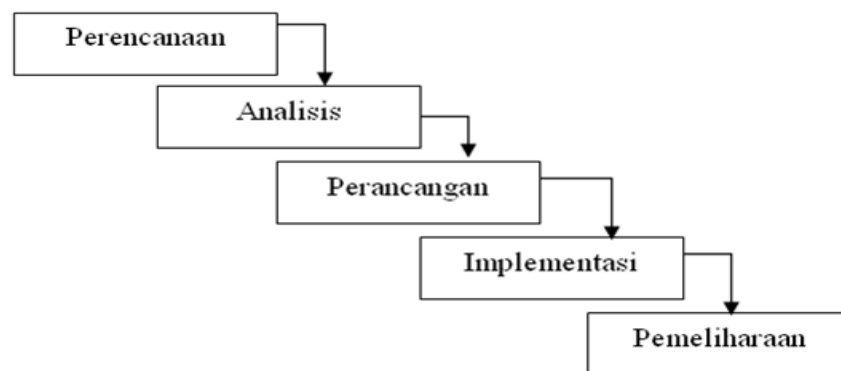 Perencanaan
Analisis
Perancangan
Implementasi
Pemeliharaan